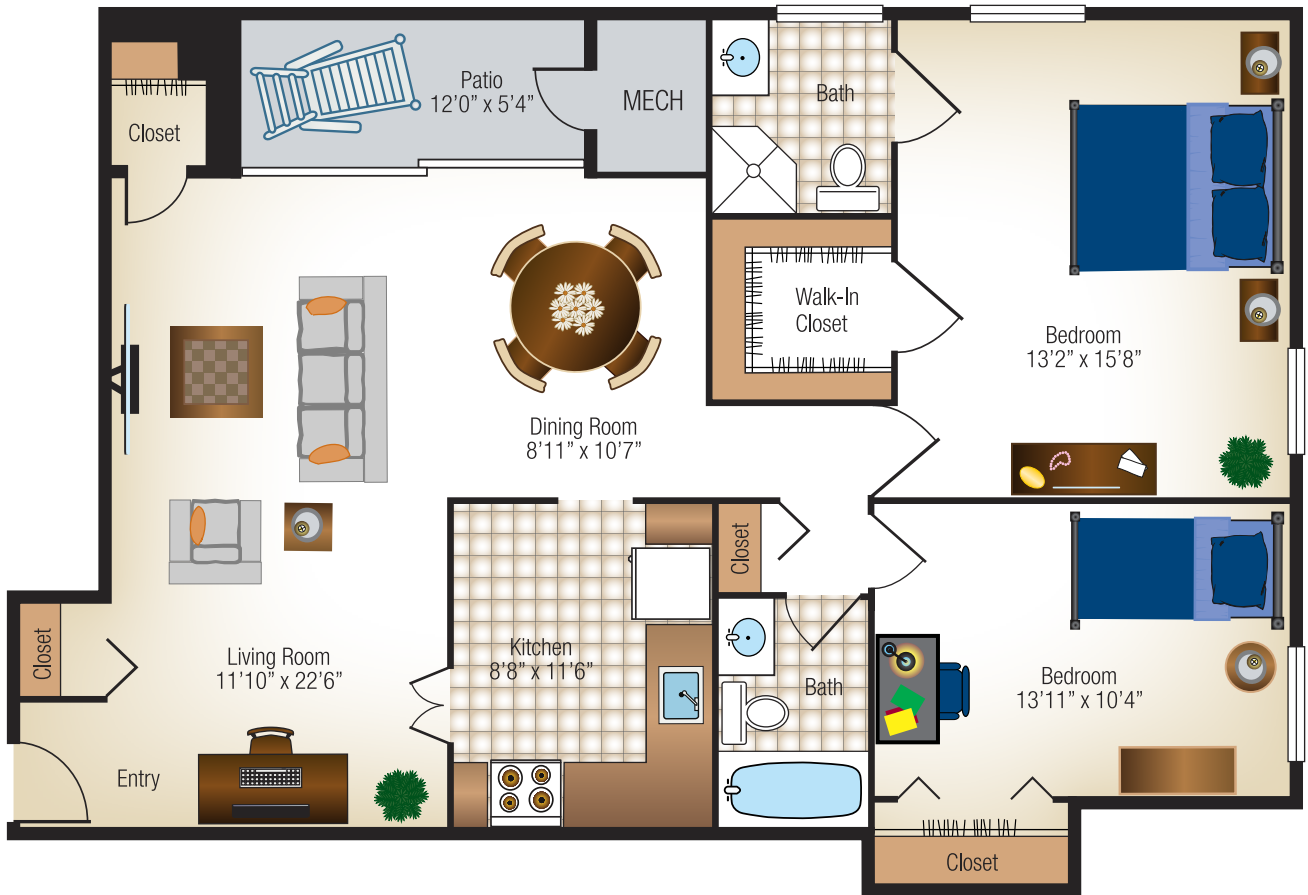 Patio
12’0” x 5’4”
MECH
Bath
Closet
Walk-In
Closet
Bedroom
13’2” x 15’8”
Dining Room
8’11” x 10’7”
Closet
Closet
Living Room
11’10” x 22’6”
Kitchen
8’8” x 11’6”
Bath
Bedroom
13’11” x 10’4”
Entry
Closet